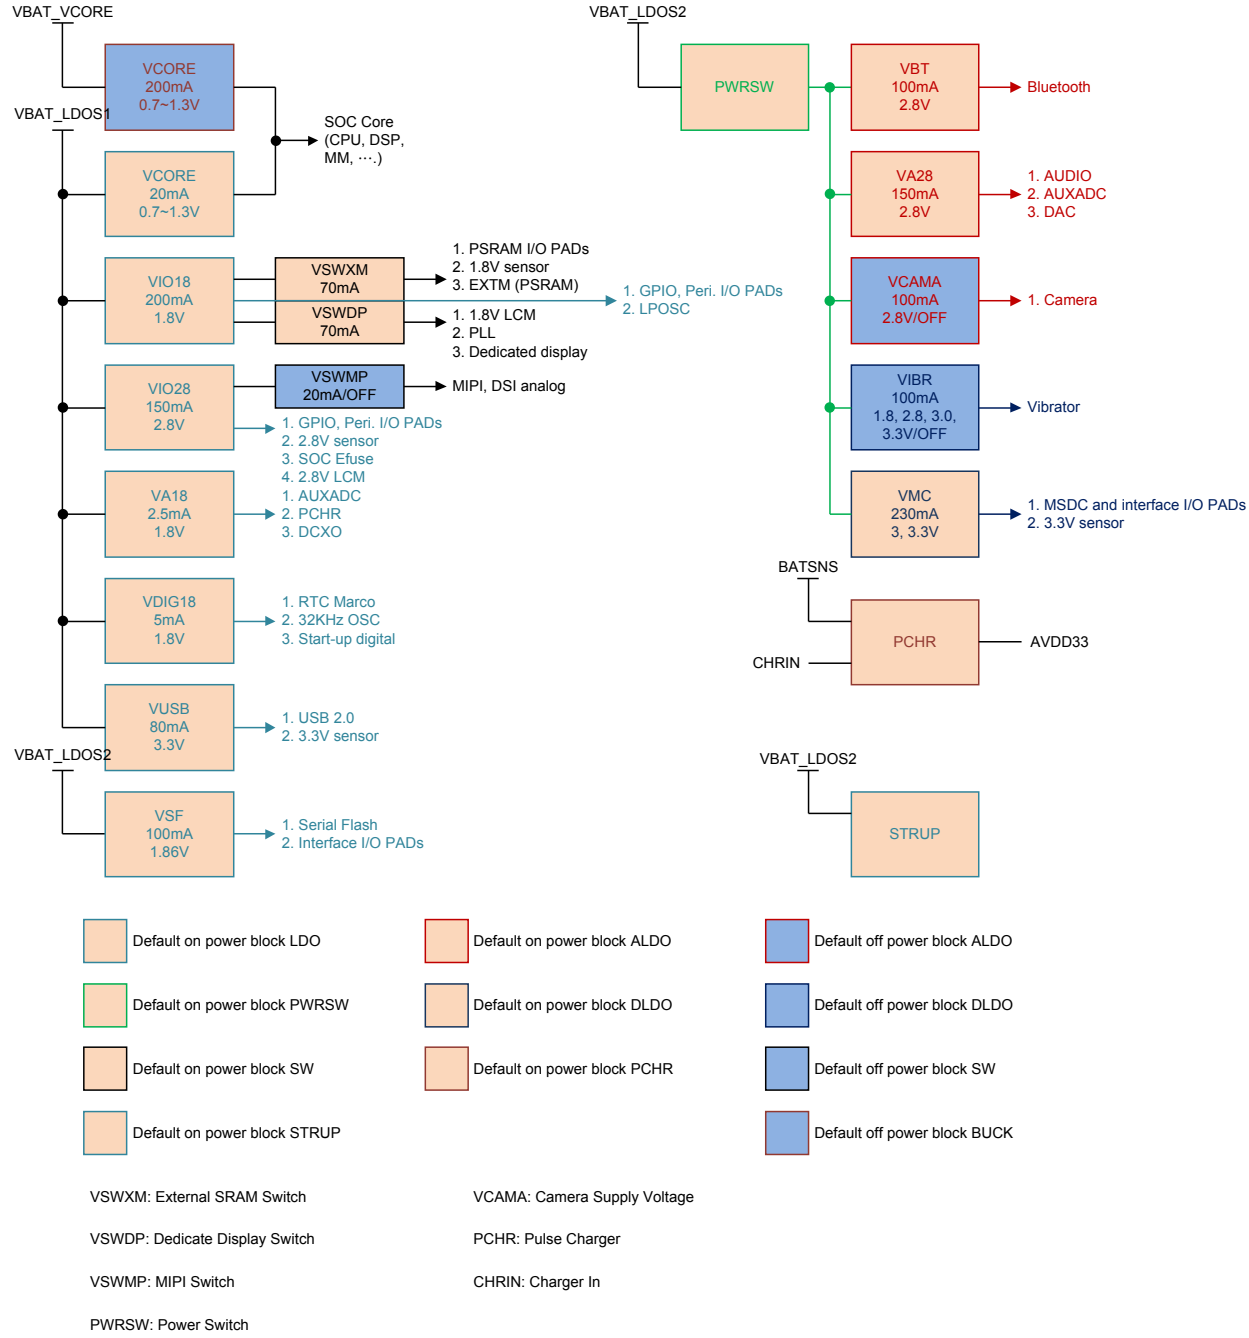 VBAT_VCORE
VCORE
200mA
0.7~1.3V
VBAT_LDOS1
SOC Core
(CPU, DSP,
MM, ….)
VCORE
20mA
0.7~1.3V
VIO18
200mA
1.8V
VSWXM
70mA
1. PSRAM I/O PADs
2. 1.8V sensor
3. EXTM (PSRAM)
1. GPIO, Peri. I/O PADs
2. LPOSC
VSWDP
70mA
1. 1.8V LCM
2. PLL
3. Dedicated display
VIO28
150mA
2.8V
VSWMP
20mA/OFF
MIPI, DSI analog
1. GPIO, Peri. I/O PADs
2. 2.8V sensor
3. SOC Efuse
4. 2.8V LCM
VA18
2.5mA
1.8V
1. AUXADC
2. PCHR
3. DCXO
VDIG18
5mA
1.8V
1. RTC Marco
2. 32KHz OSC
3. Start-up digital
VUSB
80mA
3.3V
1. USB 2.0
2. 3.3V sensor
VBAT_LDOS2
VSF
100mA
1.86V
1. Serial Flash
2. Interface I/O PADs
VBAT_LDOS2
PWRSW
VBT
100mA
2.8V
Bluetooth
VA28
150mA
2.8V
1. AUDIO
2. AUXADC
3. DAC
VCAMA
100mA
2.8V/OFF
1. Camera
VIBR
100mA
1.8, 2.8, 3.0,
3.3V/OFF
Vibrator
VMC
230mA
3, 3.3V
1. MSDC and interface I/O PADs
2. 3.3V sensor
BATSNS
PCHR
AVDD33
CHRIN
VBAT_LDOS2
STRUP
Default on power block LDO
Default on power block ALDO
Default off power block ALDO
Default on power block PWRSW
Default on power block DLDO
Default off power block DLDO
Default on power block SW
Default on power block PCHR
Default off power block SW
Default on power block STRUP
Default off power block BUCK
VSWXM: External SRAM Switch
VCAMA: Camera Supply Voltage
VSWDP: Dedicate Display Switch
PCHR: Pulse Charger
VSWMP: MIPI Switch
CHRIN: Charger In
PWRSW: Power Switch